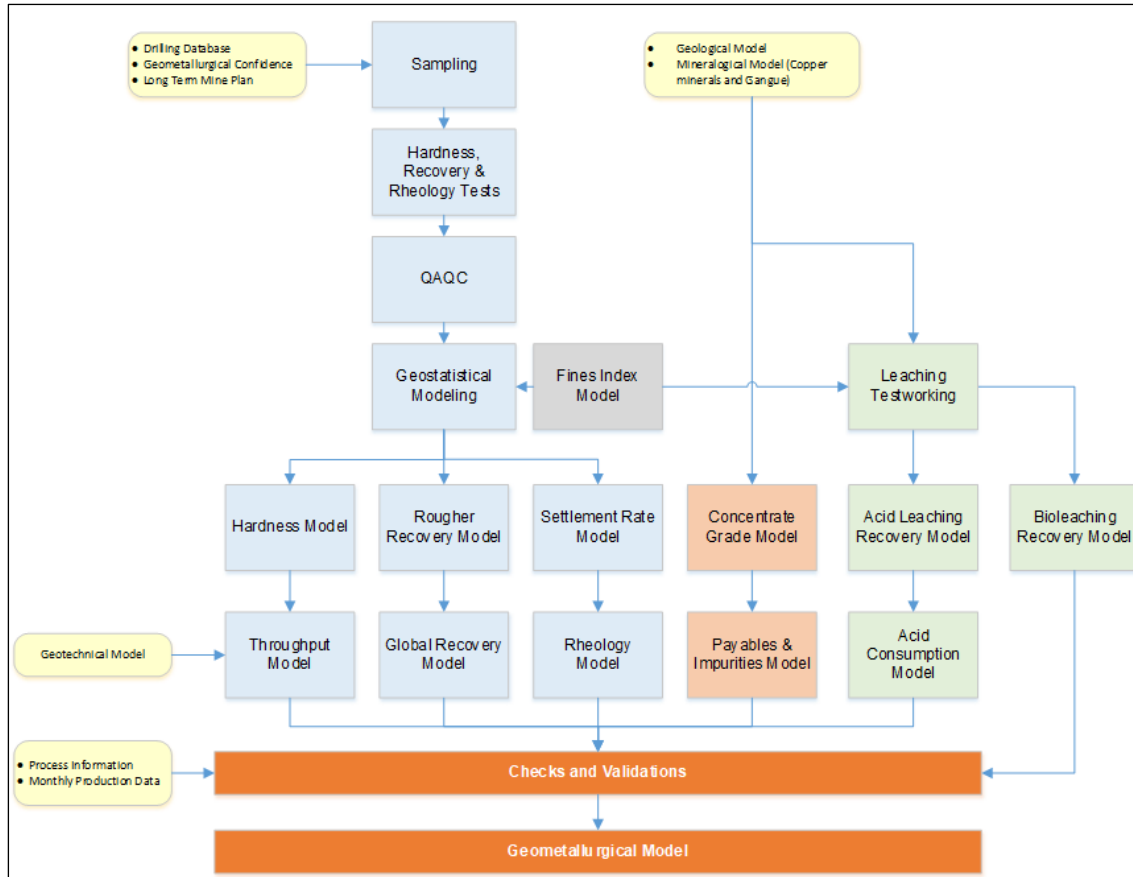 • Drilling Database
• Geometallurgical Confidence
• Long Term Mine Plan
Sampling
• Geological Model
• Mineralogical Model (Copper
minerals and Gangue)
Hardness,
Recovery &
Rheology Tests
QAQC
Geostatistical
Modeling
Fines Index
Model
Leaching
Testworking
Hardness Model
Rougher
Recovery Model
Settlement Rate
Model
Concentrate
Grade Model
Acid Leaching
Recovery Model
Bioleaching
Recovery Model
Geotechnical Model
Throughput
Model
Global Recovery
Model
Rheology
Model
Payables &
Impurities Model
Acid
Consumption
Model
• Process Information
• Monthly Production Data
Checks and Validations
Geometallurgical Model